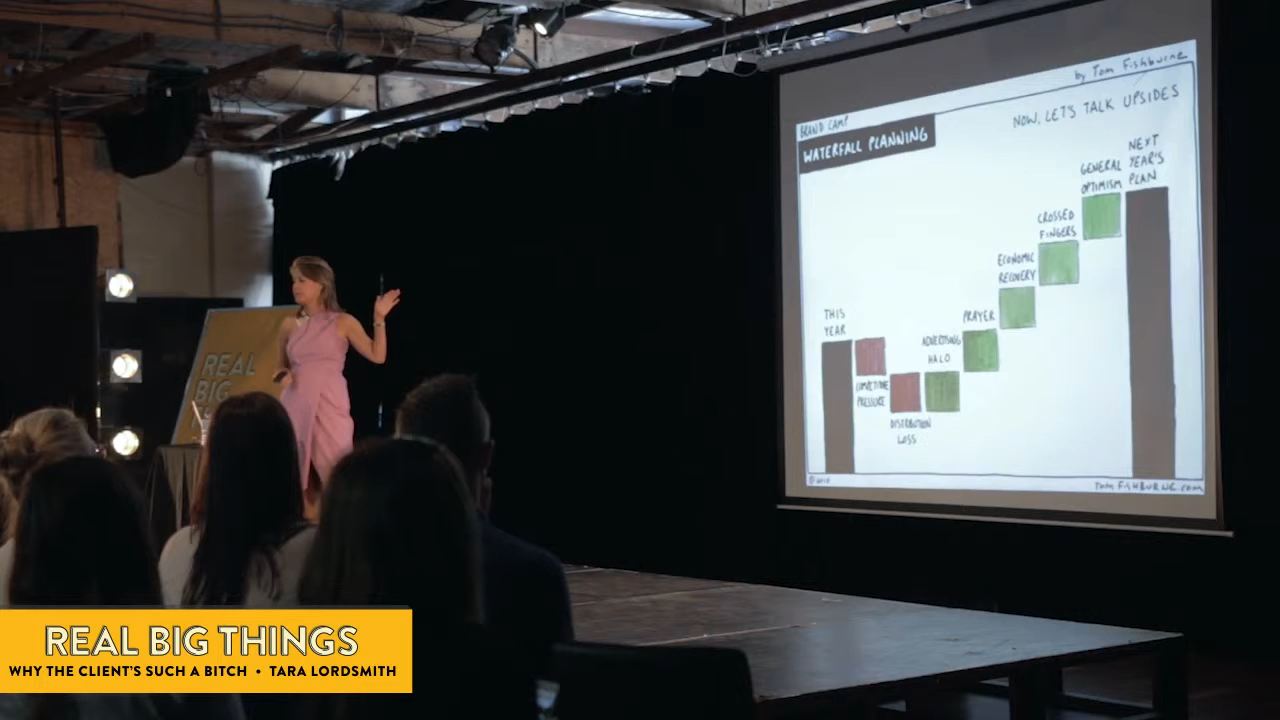 by Tom Fishburne
BRAND CAMP
WATERFALL PLANNING
NOW, LET'S TALK UPSIDES
THIS
YEAR
COMPETITIVE
PRESSURE
DISTRIBUTION
LOSS
ADVERTISING
HALO
PRAYER
ECONOMIC
RECOVERY
CROSSED
FINGERS
GENERAL
OPTIMISM
NEXT
YEAR'S
PLAN
TOMFISHBURNE.COM
REAL
BIG
REAL BIG THINGS
WHY THE CLIENT'S SUCH A BITCH • TARA LORDSMITH